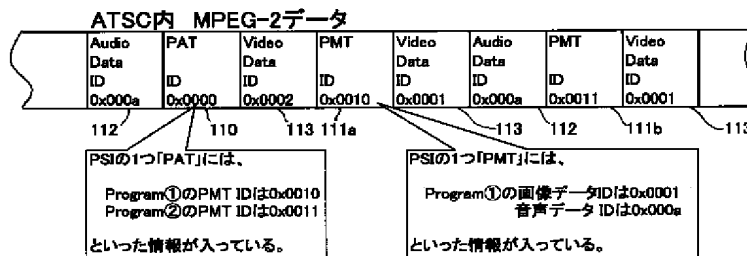 ATSC内 MPEG-2データ
Audio Data ID 0x000a
PAT ID 0x0000
Video Data ID 0x0002
PMT ID 0x0010
Video Data ID 0x0001
Audio Data ID 0x000a
PMT ID 0x0011
Video Data ID 0x0001
112 110 113 111a 113 112 111b 113
PSIの1つ「PAT」には、
Program①のPMT IDは0x0010
Program②のPMT IDは0x0011
といった情報が入っている。
PSIの1つ「PMT」には、
Program①の画像データIDは0x0001
音声データ IDは0x000a
といった情報が入っている。